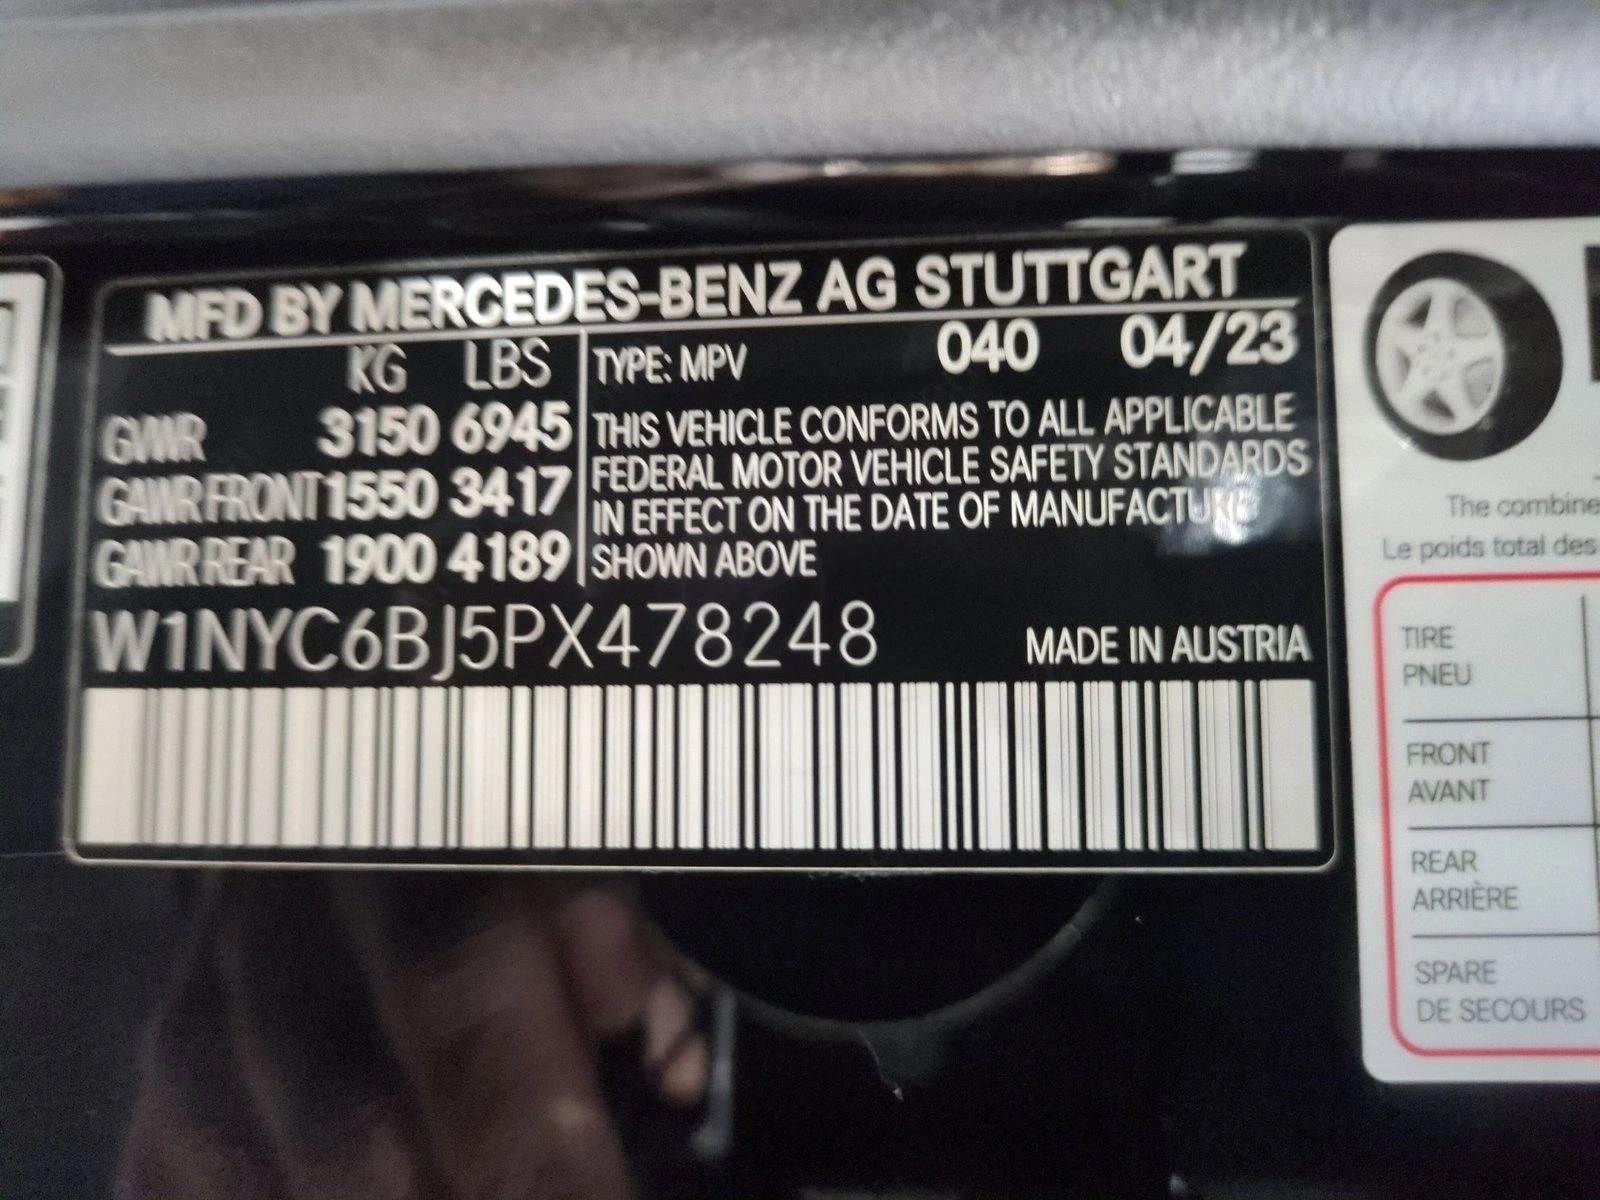 MFD BY MERCEDES-BENZ AG STUTTGART
KG LBS
GVWR 3150 6945
GAWR FRONT 1550 3417
GAWR REAR 1900 4189
TYPE: MPV 040 04/23
THIS VEHICLE CONFORMS TO ALL APPLICABLE
FEDERAL MOTOR VEHICLE SAFETY STANDARDS
IN EFFECT ON THE DATE OF MANUFACTURE
SHOWN ABOVE
W1NYC6BJ5PX478248
MADE IN AUSTRIA
The combine
Le poids total des
TIRE
PNEU
FRONT
AVANT
REAR
ARRIÈRE
SPARE
DE SECOURS